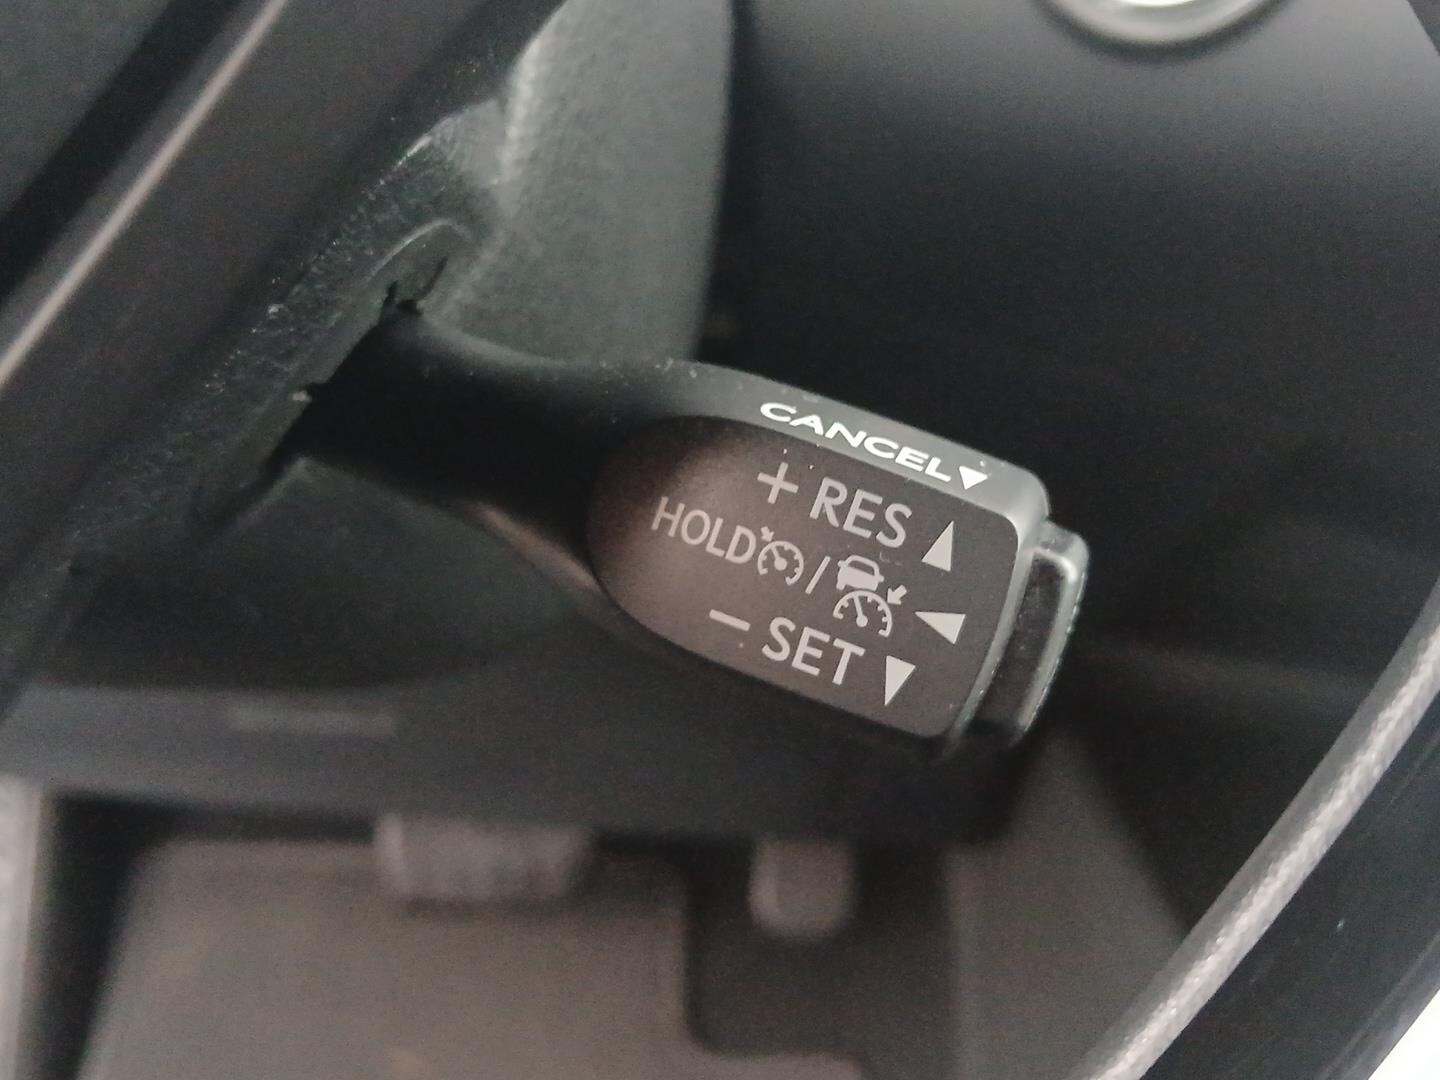 CANCEL▼
+ RES ▲
HOLD / ◀
− SET ▼